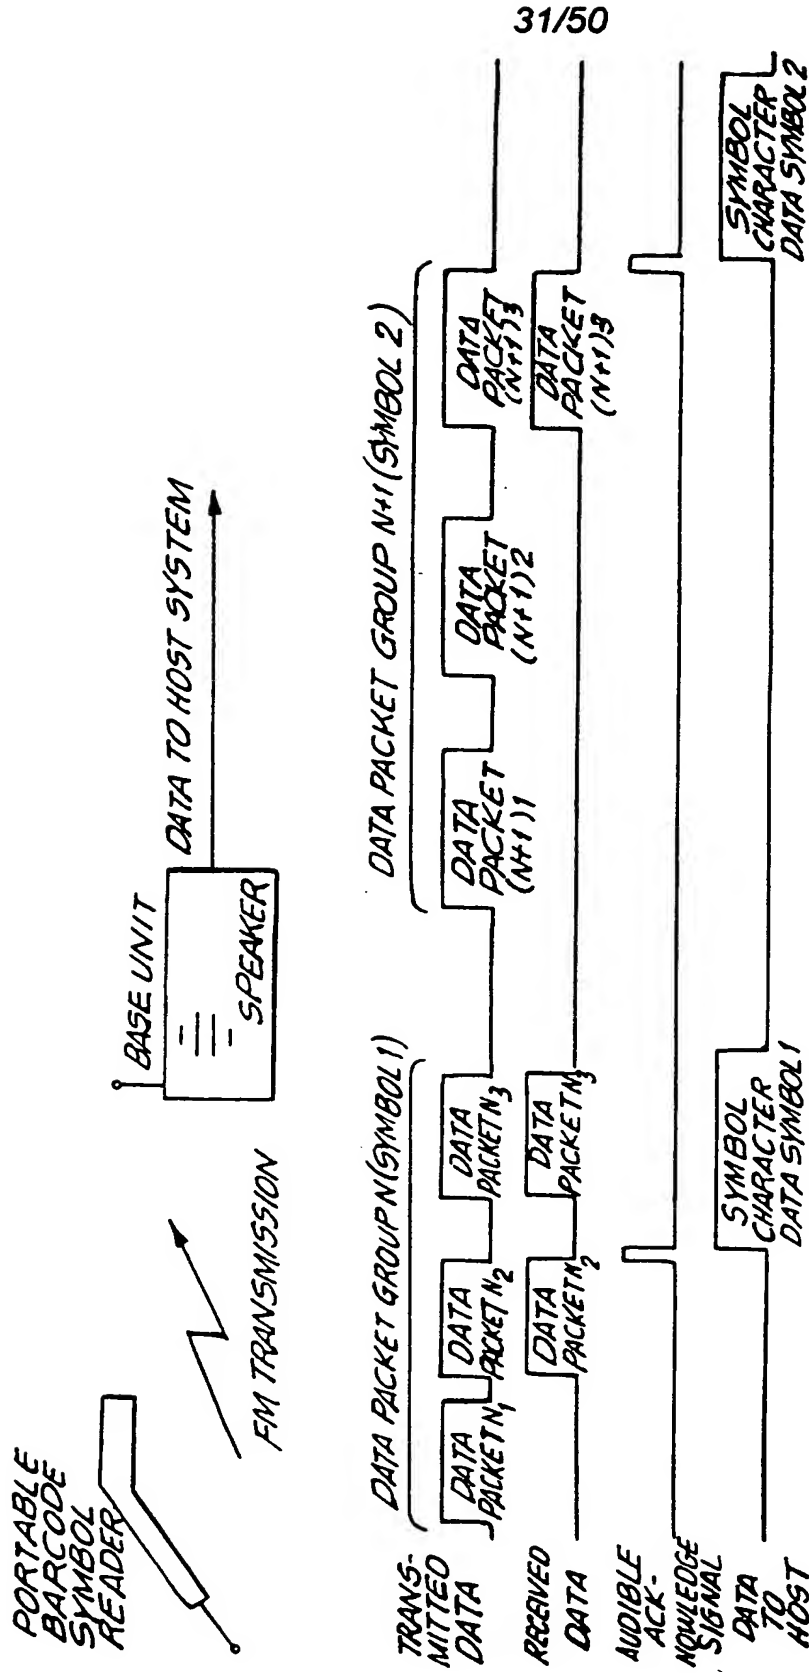 31/50
PORTABLE
BARCODE
SYMBOL
READER
FM TRANSMISSION
BASE UNIT
SPEAKER
DATA TO HOST SYSTEM
DATA PACKET GROUP N (SYMBOL 1)
DATA PACKET GROUP N+1 (SYMBOL 2)
TRANS-
MITTED
DATA
DATA
PACKET N1
DATA
PACKET N2
DATA
PACKET N3
DATA
PACKET
(N+1)1
DATA
PACKET
(N+1)2
DATA
PACKET
(N+1)3
RECEIVED
DATA
DATA
PACKET N2
DATA
PACKET N3
DATA
PACKET
(N+1)3
AUDIBLE
ACK-
NOWLEDGE
SIGNAL
DATA
TO
HOST
SYMBOL
CHARACTER
DATA SYMBOL 1
SYMBOL
CHARACTER
DATA SYMBOL 2